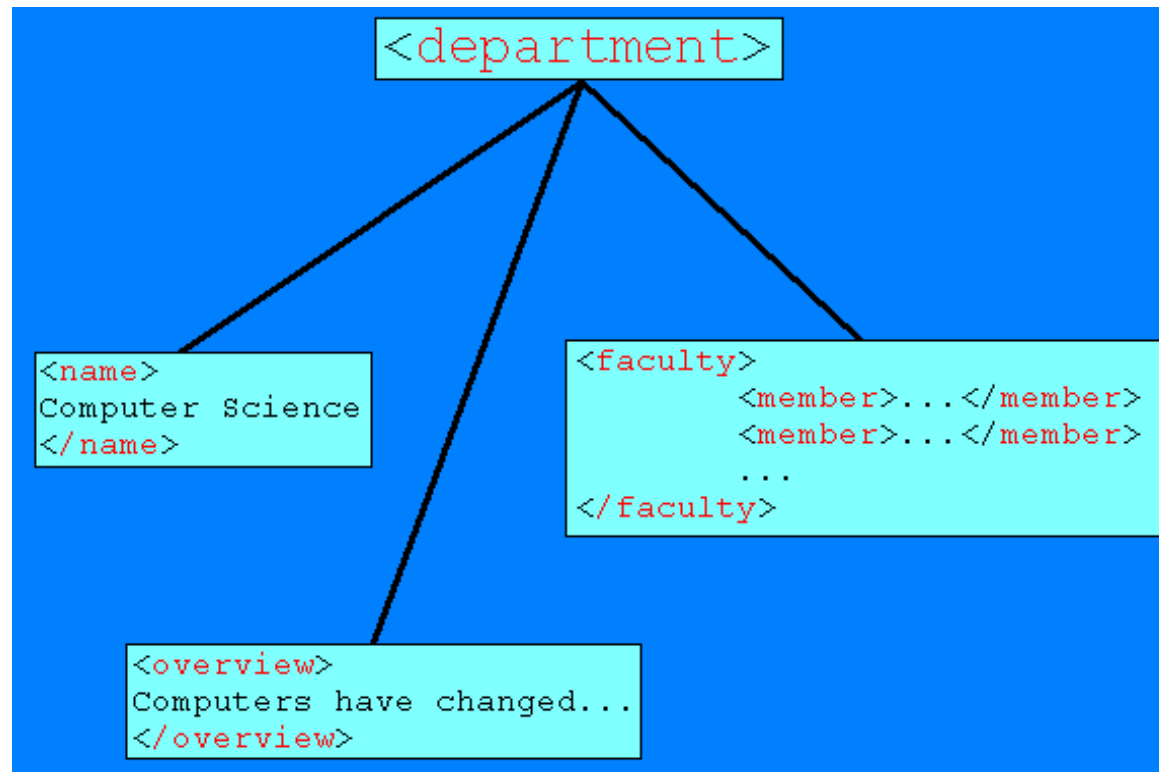 <department>
<name>
Computer Science
</name>
<faculty>
<member>...</member>
<member>...</member>
...
</faculty>
<overview>
Computers have changed...
</overview>